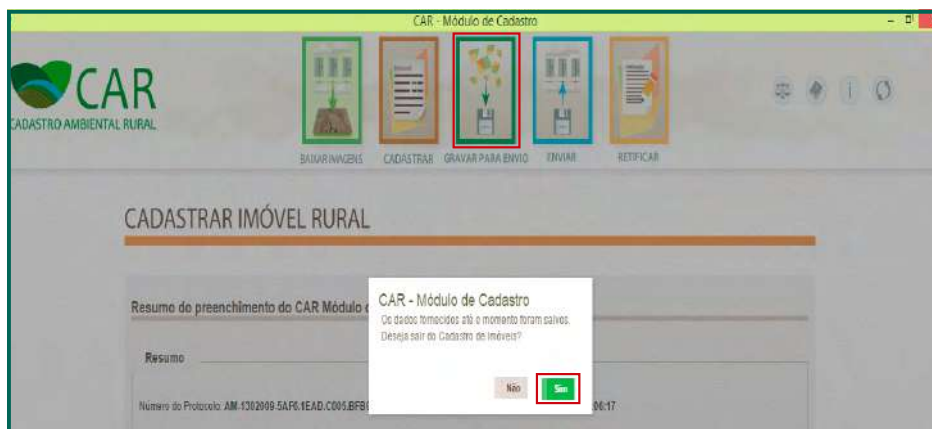 CAR - Módulo de Cadastro
CAR
CADASTRO AMBIENTAL RURAL
BAIXAR IMAGENS CADASTRAR GRAVAR PARA ENVIO ENVIAR RETIFICAR
CADASTRAR IMÓVEL RURAL
Resumo do preenchimento do CAR Módulo
CAR - Módulo de Cadastro
Os dados fornecidos até o momento foram salvos.
Deseja sair do Cadastro de Imóveis?
Resumo
Não Sim
Número do Protocolo: AM-1302009-5AF6.1EAD.C005. 06:17